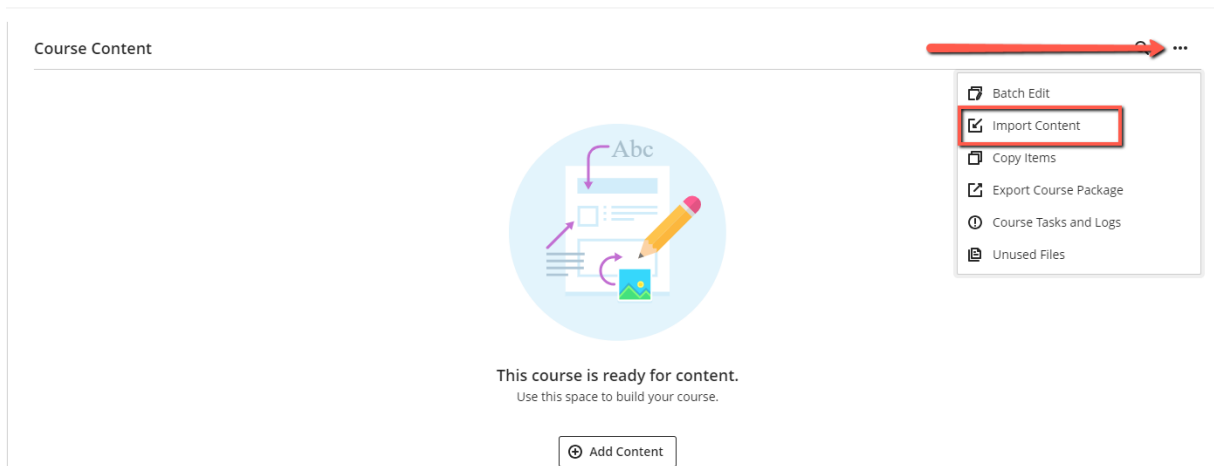 Course Content
Batch Edit
Import Content
Copy Items
Export Course Package
Course Tasks and Logs
Unused Files
Abc
This course is ready for content.
Use this space to build your course.
Add Content